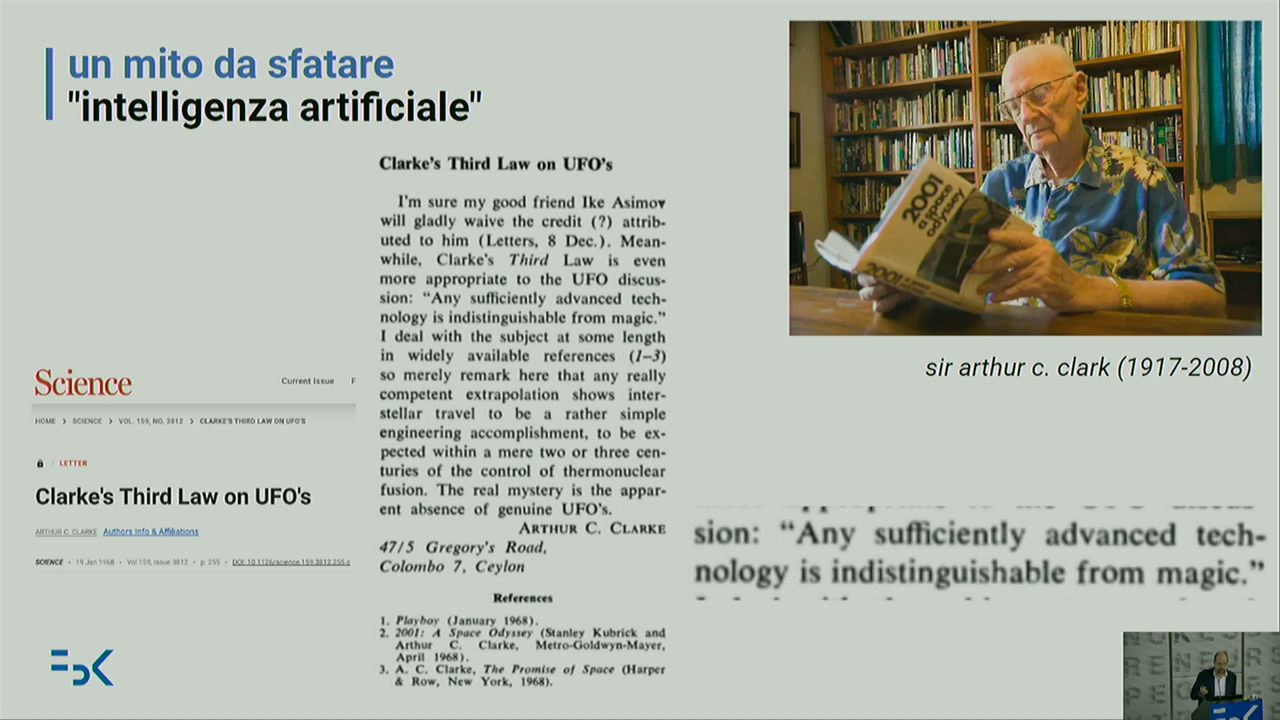 un mito da sfatare
"intelligenza artificiale"
Clarke's Third Law on UFO's
I'm sure my good friend Ike Asimov
will gladly waive the credit (?) attrib-
uted to him (Letters, 8 Dec.). Mean-
while, Clarke's Third Law is even
more appropriate to the UFO discus-
sion: "Any sufficiently advanced tech-
nology is indistinguishable from magic."
I deal with the subject at some length
in widely available references (1–3)
so merely remark here that any really
competent extrapolation shows inter-
stellar travel to be a rather simple
engineering accomplishment, to be ex-
pected within a mere two or three cen-
turies of the control of thermonuclear
fusion. The real mystery is the appar-
ent absence of genuine UFO's.
ARTHUR C. CLARKE
47/5 Gregory's Road,
Colombo 7, Ceylon
References
1. Playboy (January 1968).
2. 2001: A Space Odyssey (Stanley Kubrick and
Arthur C. Clarke, Metro-Goldwyn-Mayer,
April 1968).
3. A. C. Clarke, The Promise of Space (Harper
& Row, New York, 1968).
Science
Current Issue F
HOME > SCIENCE > VOL. 159, NO. 3812 > CLARKE'S THIRD LAW ON UFO'S
LETTER
Clarke's Third Law on UFO's
ARTHUR C. CLARKE Authors Info & Affiliations
SCIENCE • 19 Jan 1968 • Vol 159, Issue 3812 • p. 255 • DOI: 10.1126/science.159.3812.255.c
FBK
2001
a space
odyssey
2001
sir arthur c. clark (1917-2008)
sion: "Any sufficiently advanced tech-
nology is indistinguishable from magic."